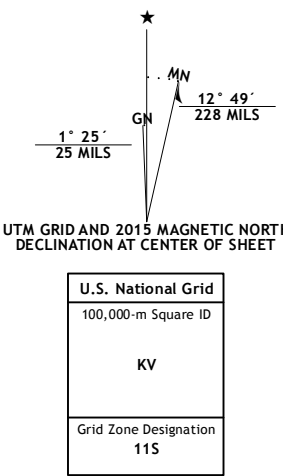 ★
MN
12° 49´
228 MILS
GN
1° 25´
25 MILS
UTM GRID AND 2015 MAGNETIC NORT
DECLINATION AT CENTER OF SHEET
U.S. National Grid
100,000-m Square ID
KV
Grid Zone Designation
11S